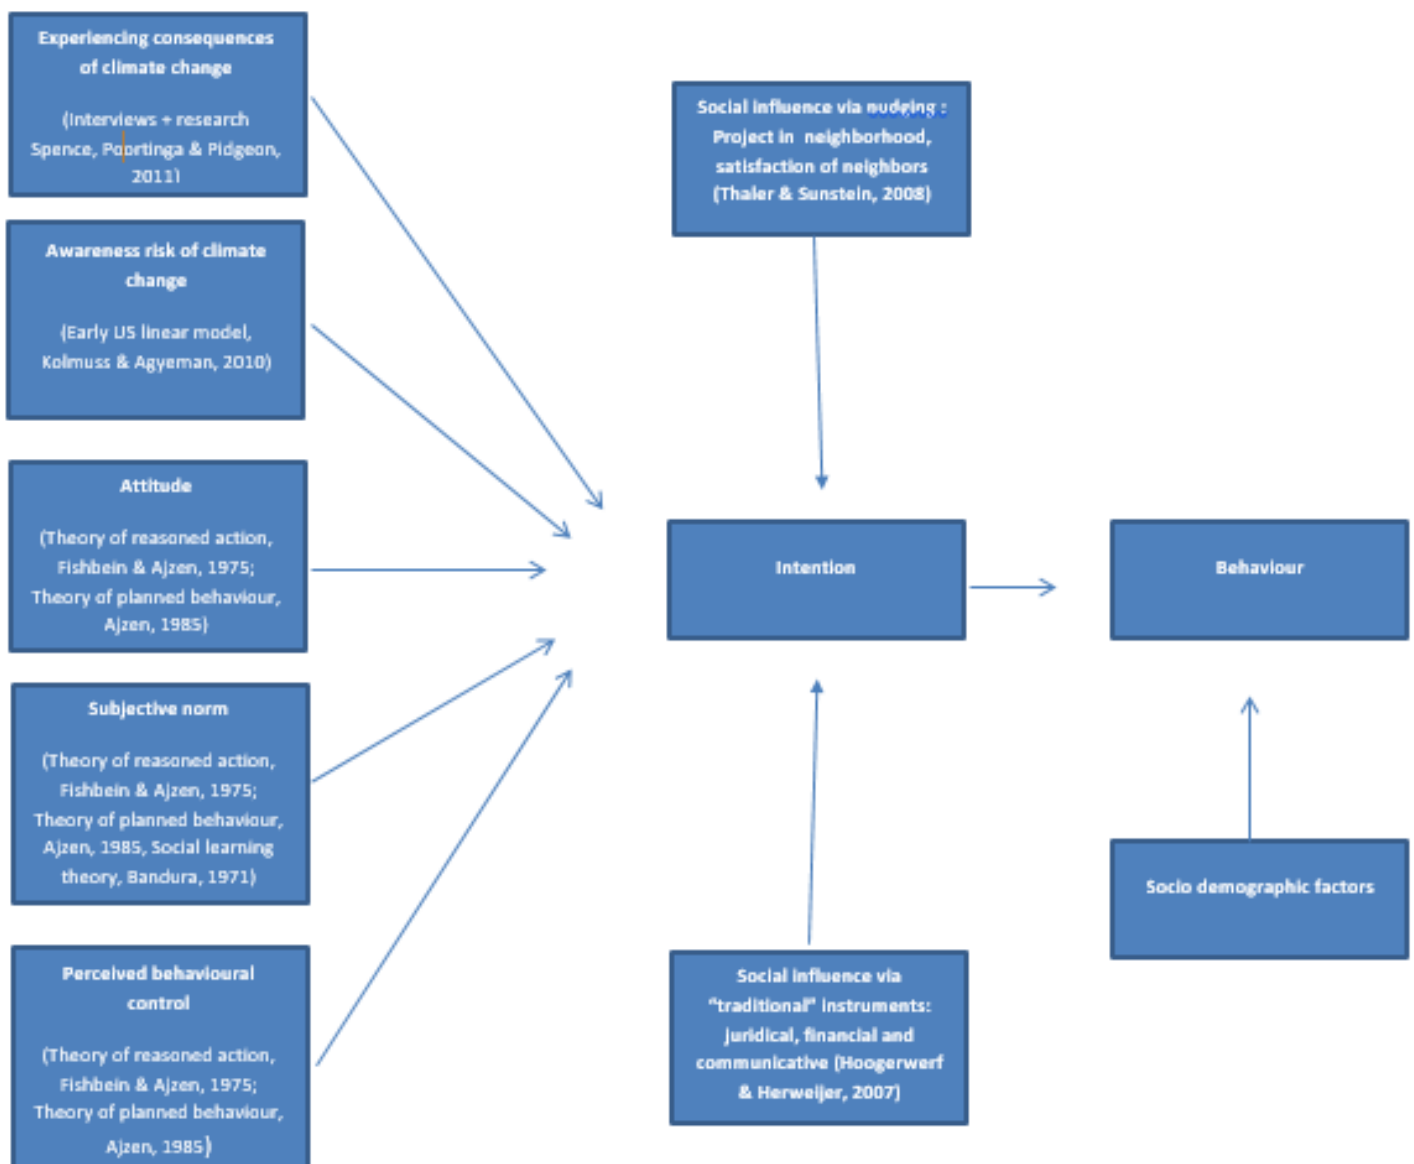 Experiencing consequences
of climate change
(Interviews + research
Spence, Poortinga & Pidgeon,
2011)
Awareness risk of climate
change
(Early US linear model,
Kolmuss & Agyeman, 2010)
Attitude
(Theory of reasoned action,
Fishbein & Ajzen, 1975;
Theory of planned behaviour,
Ajzen, 1985)
Subjective norm
(Theory of reasoned action,
Fishbein & Ajzen, 1975;
Theory of planned behaviour,
Ajzen, 1985, Social learning
theory, Bandura, 1971)
Perceived behavioural
control
(Theory of reasoned action,
Fishbein & Ajzen, 1975;
Theory of planned behaviour,
Ajzen, 1985)
Social influence via nudging :
Project in neighborhood,
satisfaction of neighbors
(Thaler & Sunstein, 2008)
Intention
Social influence via
"traditional" instruments:
juridical, financial and
communicative (Hoogerwerf
& Herweijer, 2007)
Behaviour
Socio demographic factors